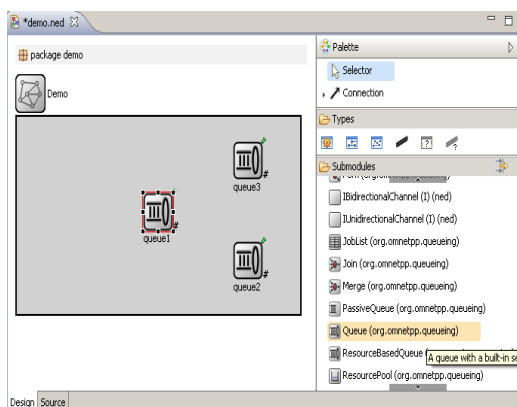 *demo.ned
package demo
Demo
queue3
#
queue1
#
queue2
#
Palette
Selector
Connection
Types
Submodules
IBidirectionalChannel (I) (ned)
IUnidirectionalChannel (I) (ned)
JobList (org.omnetpp.queueing)
Join (org.omnetpp.queueing)
Merge (org.omnetpp.queueing)
PassiveQueue (org.omnetpp.queueing)
Queue (org.omnetpp.queueing)
ResourceBasedQueue
A queue with a built-in se
ResourcePool (org.omnetpp.queueing)
Design Source